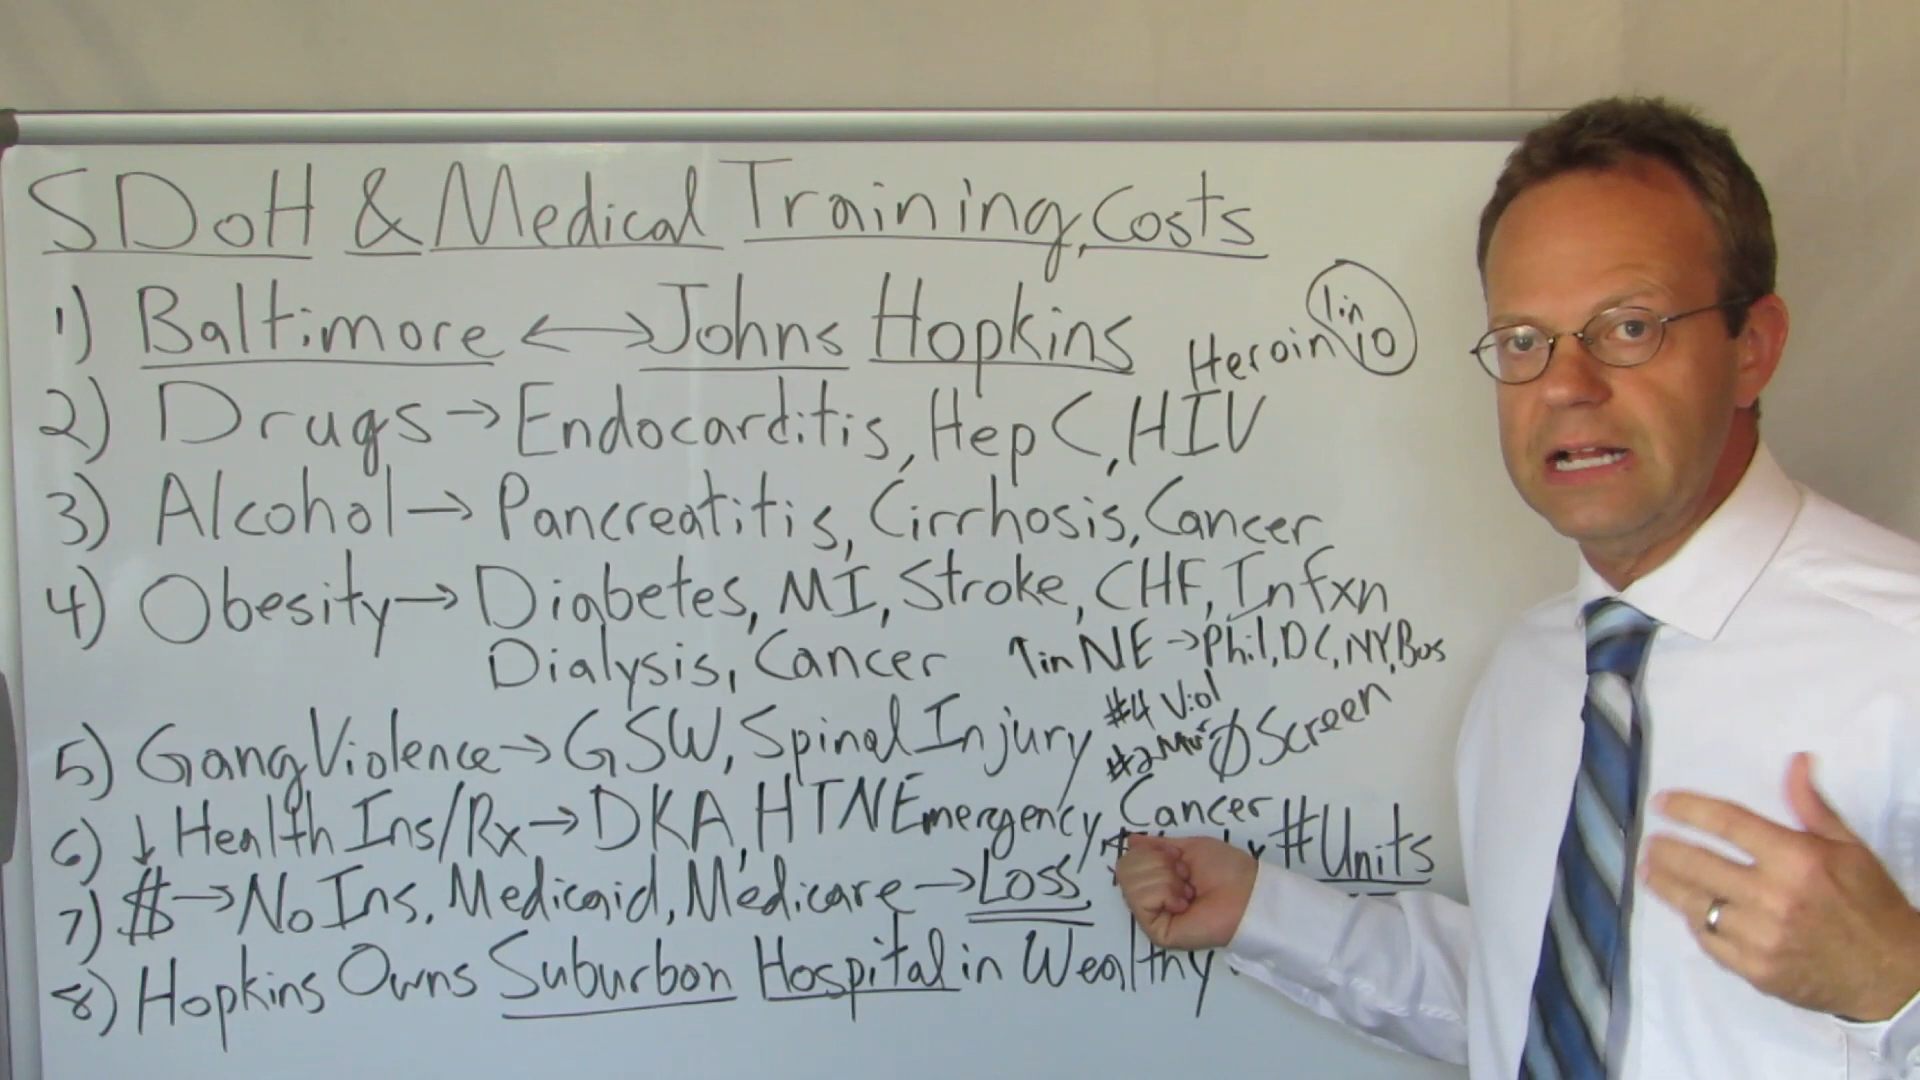 SDoH & Medical Training, Costs
1) Baltimore ↔ Johns Hopkins
Heroin 1 in 10
2) Drugs → Endocarditis, Hep C, HIV
3) Alcohol → Pancreatitis, Cirrhosis, Cancer
4) Obesity → Diabetes, MI, Stroke, CHF, Infxn
Dialysis, Cancer
↑ in NE → Phil, DC, NY, Bos
5) Gang Violence → GSW, Spinal Injury
#4 Viol
#2 Mur
Ø Screen
6) ↓ Health Ins/Rx → DKA, HTN Emergency, Cancer
7) $ → No Ins, Medicaid, Medicare → Loss
#Units
8) Hopkins Owns Suburban Hospital in Wealthy